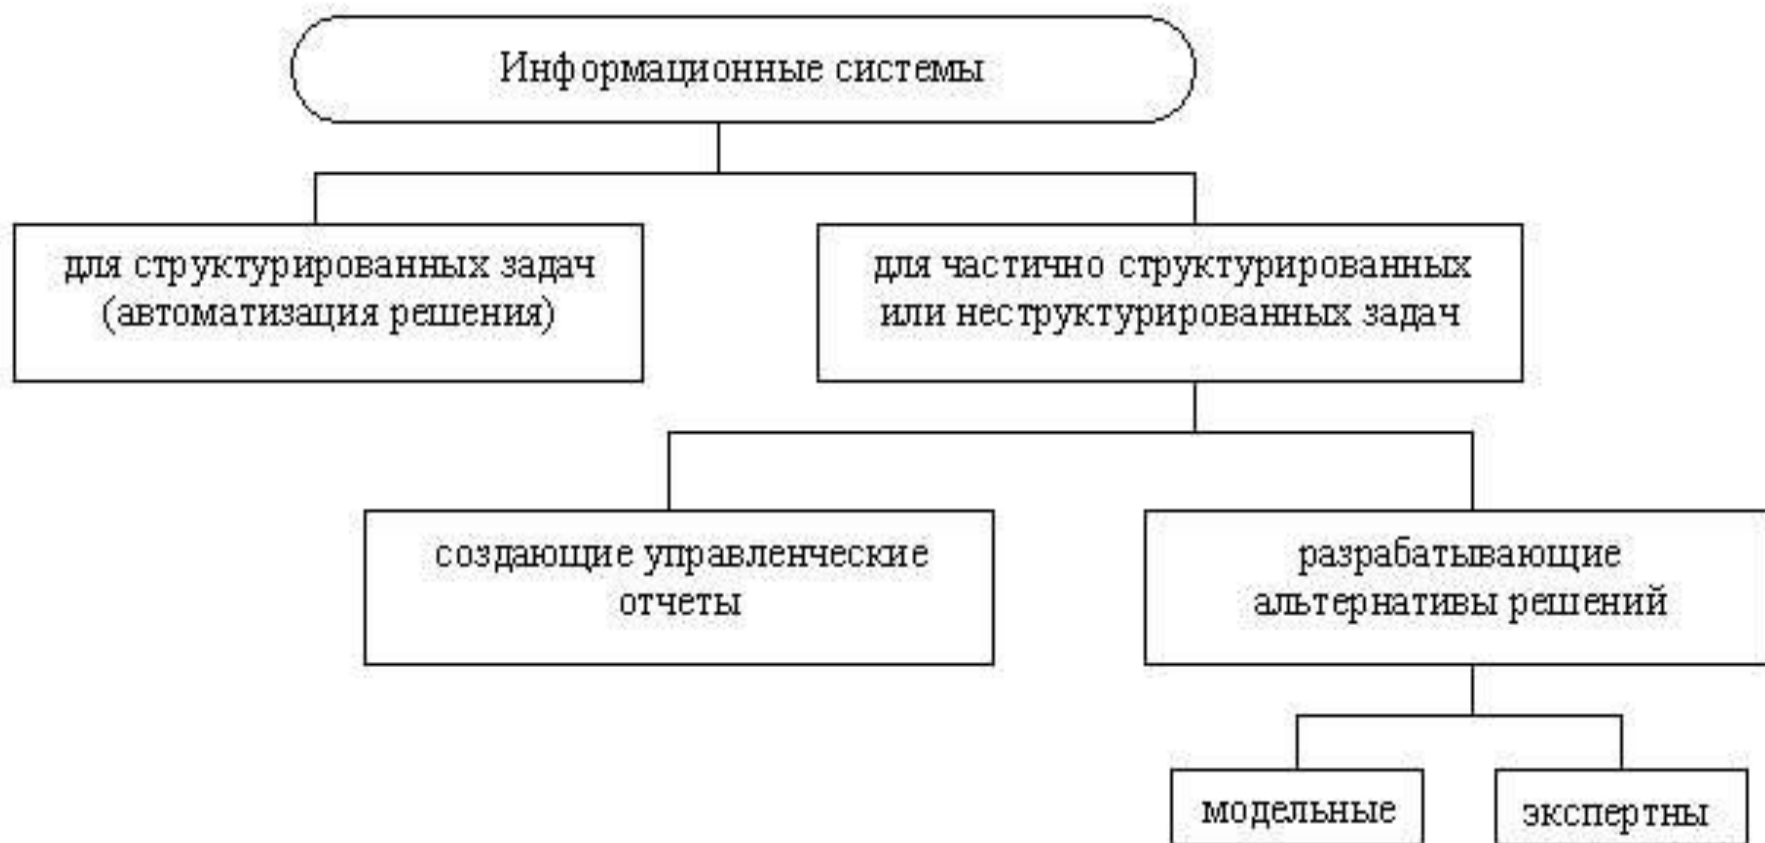 Информационные системы
для структурированных задач
(автоматизация решения)
для частично структурированных
или неструктурированных задач
создающие управленческие
отчеты
разрабатывающие
альтернативы решений
модельные
экспертны